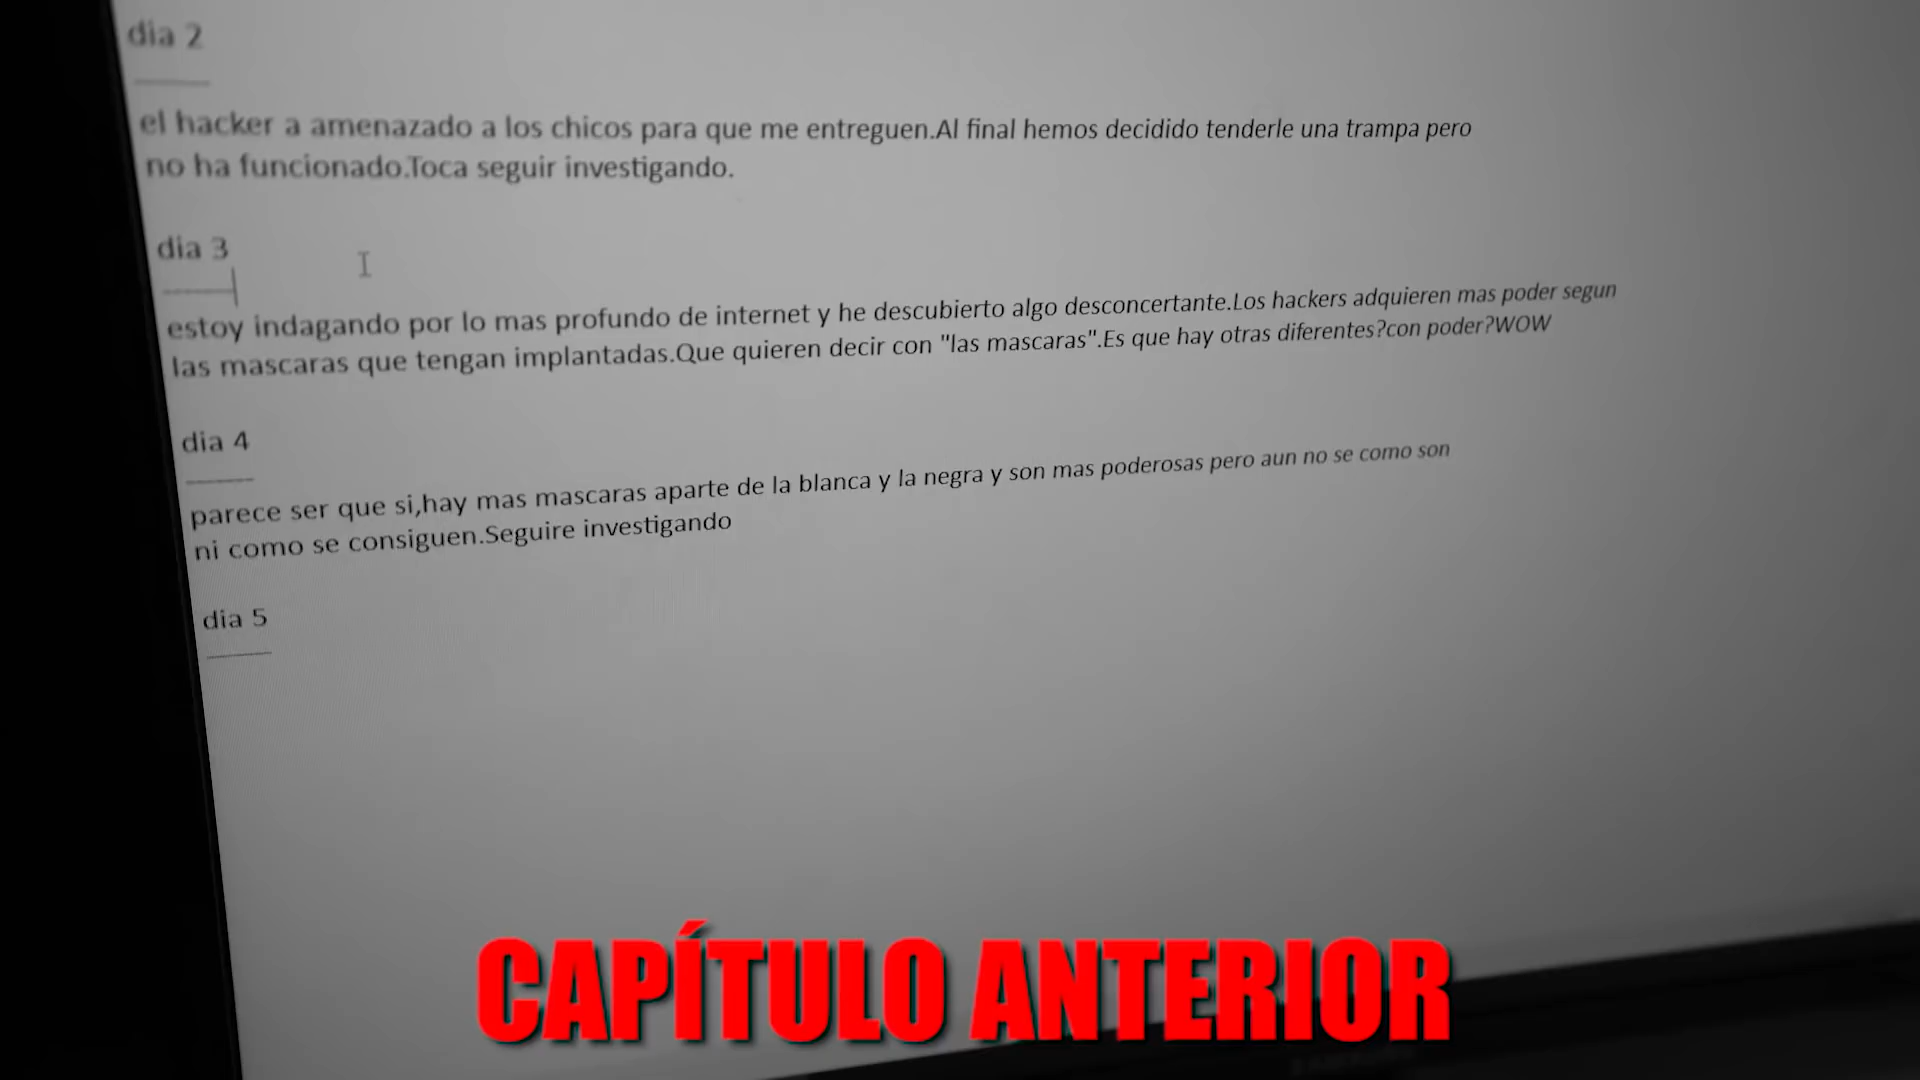 dia 2
el hacker a amenazado a los chicos para que me entreguen.Al final hemos decidido tenderle una trampa pero
no ha funcionado.Toca seguir investigando.
dia 3
estoy indagando por lo mas profundo de internet y he descubierto algo desconcertante.Los hackers adquieren mas poder segun
las mascaras que tengan implantadas.Que quieren decir con "las mascaras".Es que hay otras diferentes?con poder?WOW
dia 4
parece ser que si,hay mas mascaras aparte de la blanca y la negra y son mas poderosas pero aun no se como son
ni como se consiguen.Seguire investigando
dia 5
CAPÍTULO ANTERIOR